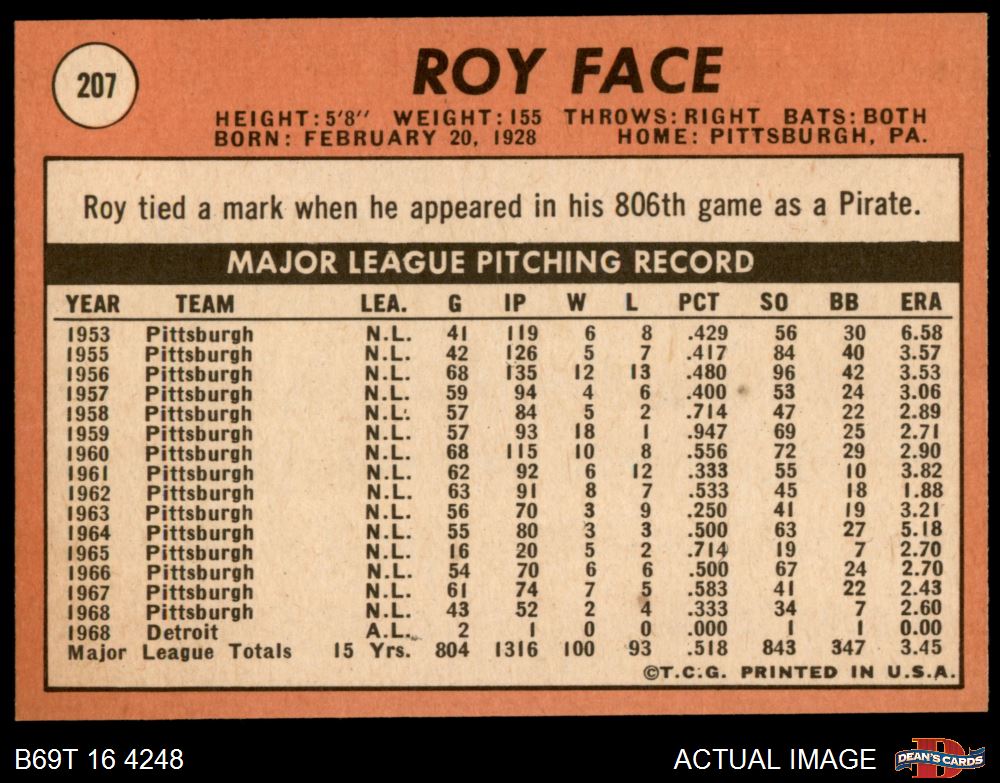 207
ROY FACE
HEIGHT: 5'8" WEIGHT: 155 THROWS: RIGHT BATS: BOTH
BORN: FEBRUARY 20, 1928 HOME: PITTSBURGH, PA.
Roy tied a mark when he appeared in his 806th game as a Pirate.
MAJOR LEAGUE PITCHING RECORD
YEAR TEAM LEA. G IP W L PCT SO BB ERA
1953 Pittsburgh N.L. 41 119 6 8 .429 56 30 6.58
1955 Pittsburgh N.L. 42 126 5 7 .417 84 40 3.57
1956 Pittsburgh N.L. 68 135 12 13 .480 96 42 3.53
1957 Pittsburgh N.L. 59 94 4 6 .400 53 24 3.06
1958 Pittsburgh N.L. 57 84 5 2 .714 47 22 2.89
1959 Pittsburgh N.L. 57 93 18 1 .947 69 25 2.71
1960 Pittsburgh N.L. 68 115 10 8 .556 72 29 2.90
1961 Pittsburgh N.L. 62 92 6 12 .333 55 10 3.82
1962 Pittsburgh N.L. 63 91 8 7 .533 45 18 1.88
1963 Pittsburgh N.L. 56 70 3 9 .250 41 19 3.21
1964 Pittsburgh N.L. 55 80 3 3 .500 63 27 5.18
1965 Pittsburgh N.L. 16 20 5 2 .714 19 7 2.70
1966 Pittsburgh N.L. 54 70 6 6 .500 67 24 2.70
1967 Pittsburgh N.L. 61 74 7 5 .583 41 22 2.43
1968 Pittsburgh N.L. 43 52 2 4 .333 34 7 2.60
1968 Detroit A.L. 2 1 0 0 .000 1 1 0.00
Major League Totals 15 Yrs. 804 1316 100 93 .518 843 347 3.45
©T.C.G. PRINTED IN U.S.A.
B69T 16 4248 ACTUAL IMAGE D DEAN'S CARDS